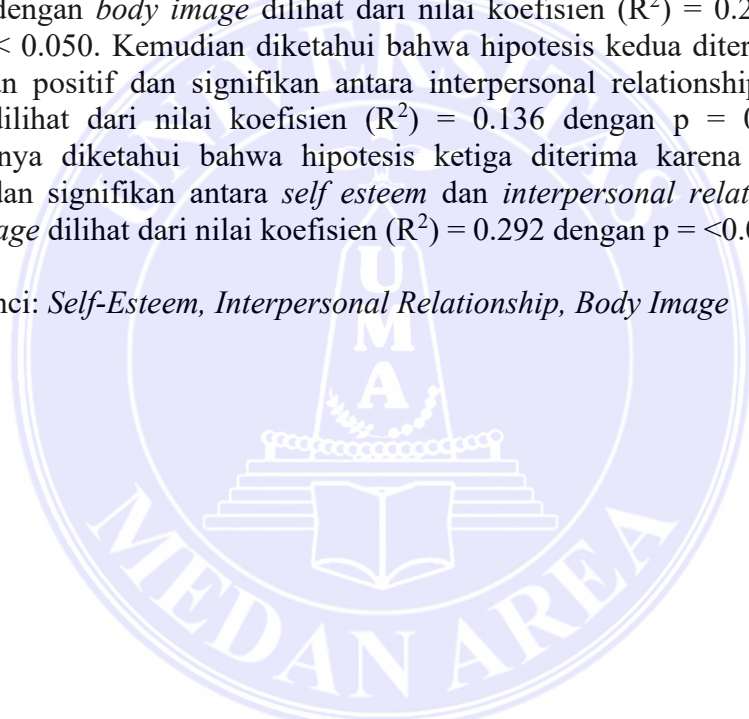 dengan body image dilihat dari nilai koefisien (R²) = 0.2
< 0.050. Kemudian diketahui bahwa hipotesis kedua diter
n positif dan signifikan antara interpersonal relationship
dilihat dari nilai koefisien (R²) = 0.136 dengan p = 0
nya diketahui bahwa hipotesis ketiga diterima karena
dan signifikan antara self esteem dan interpersonal relat
age dilihat dari nilai koefisien (R²) = 0.292 dengan p = <0.0
nci: Self-Esteem, Interpersonal Relationship, Body Image
UNIVERSITAS
UMA
MEDAN AREA